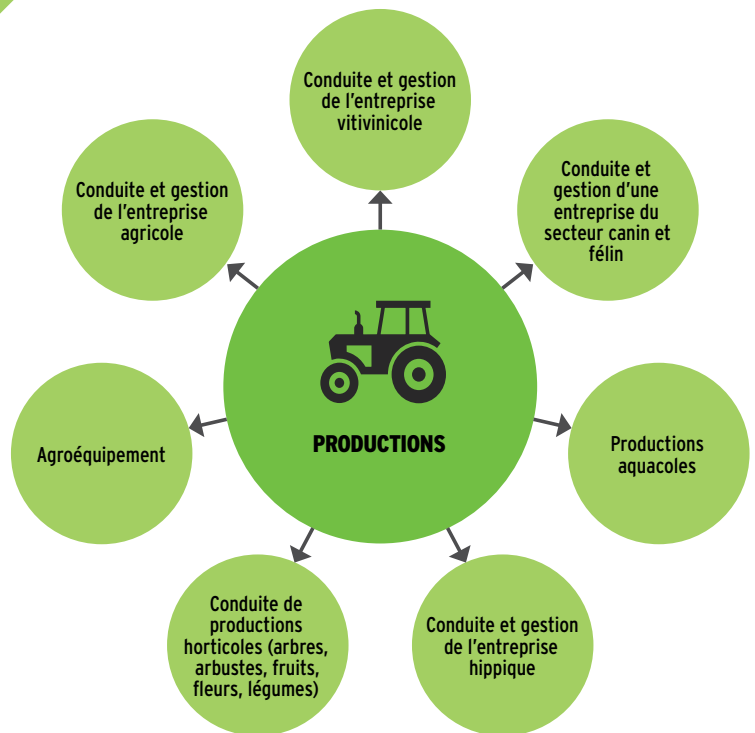 Conduite et gestion
de l'entreprise
vitivinicole
Conduite et
gestion d'une
entreprise du
secteur canin et
félin
Conduite et gestion
de l'entreprise
agricole
PRODUCTIONS
Agroéquipement
Productions
aquacoles
Conduite de
productions
horticoles (arbres,
arbustes, fruits,
fleurs, légumes)
Conduite et gestion
de l'entreprise
hippique